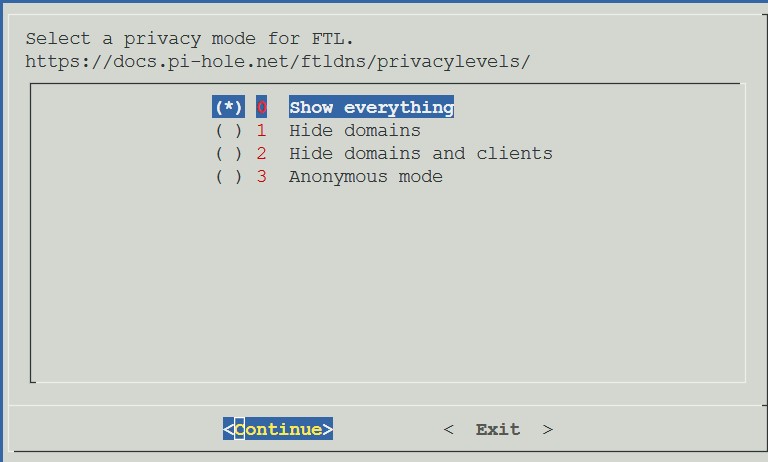 Select a privacy mode for FTL.
https://docs.pi-hole.net/ftldns/privacylevels/
(*) 0 Show everything
( ) 1 Hide domains
( ) 2 Hide domains and clients
( ) 3 Anonymous mode
<Continue> < Exit >